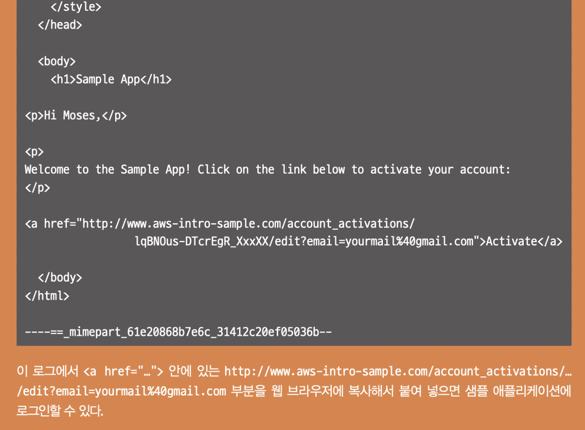 </style>
</head>
<body>
<h1>Sample App</h1>
<p>Hi Moses,</p>
<p>
Welcome to the Sample App! Click on the link below to activate your account:
</p>
<a href="http://www.aws-intro-sample.com/account_activations/
lqBNOus-DTcrEgR_XxxXX/edit?email=yourmail%40gmail.com">Activate</a>
</body>
</html>
----==_mimepart_61e20868b7e6c_31412c20ef05036b--
이 로그에서 <a href="…"> 안에 있는 http://www.aws-intro-sample.com/account_activations/…
/edit?email=yourmail%40gmail.com 부분을 웹 브라우저에 복사해서 붙여 넣으면 샘플 애플리케이션에
로그인할 수 있다.